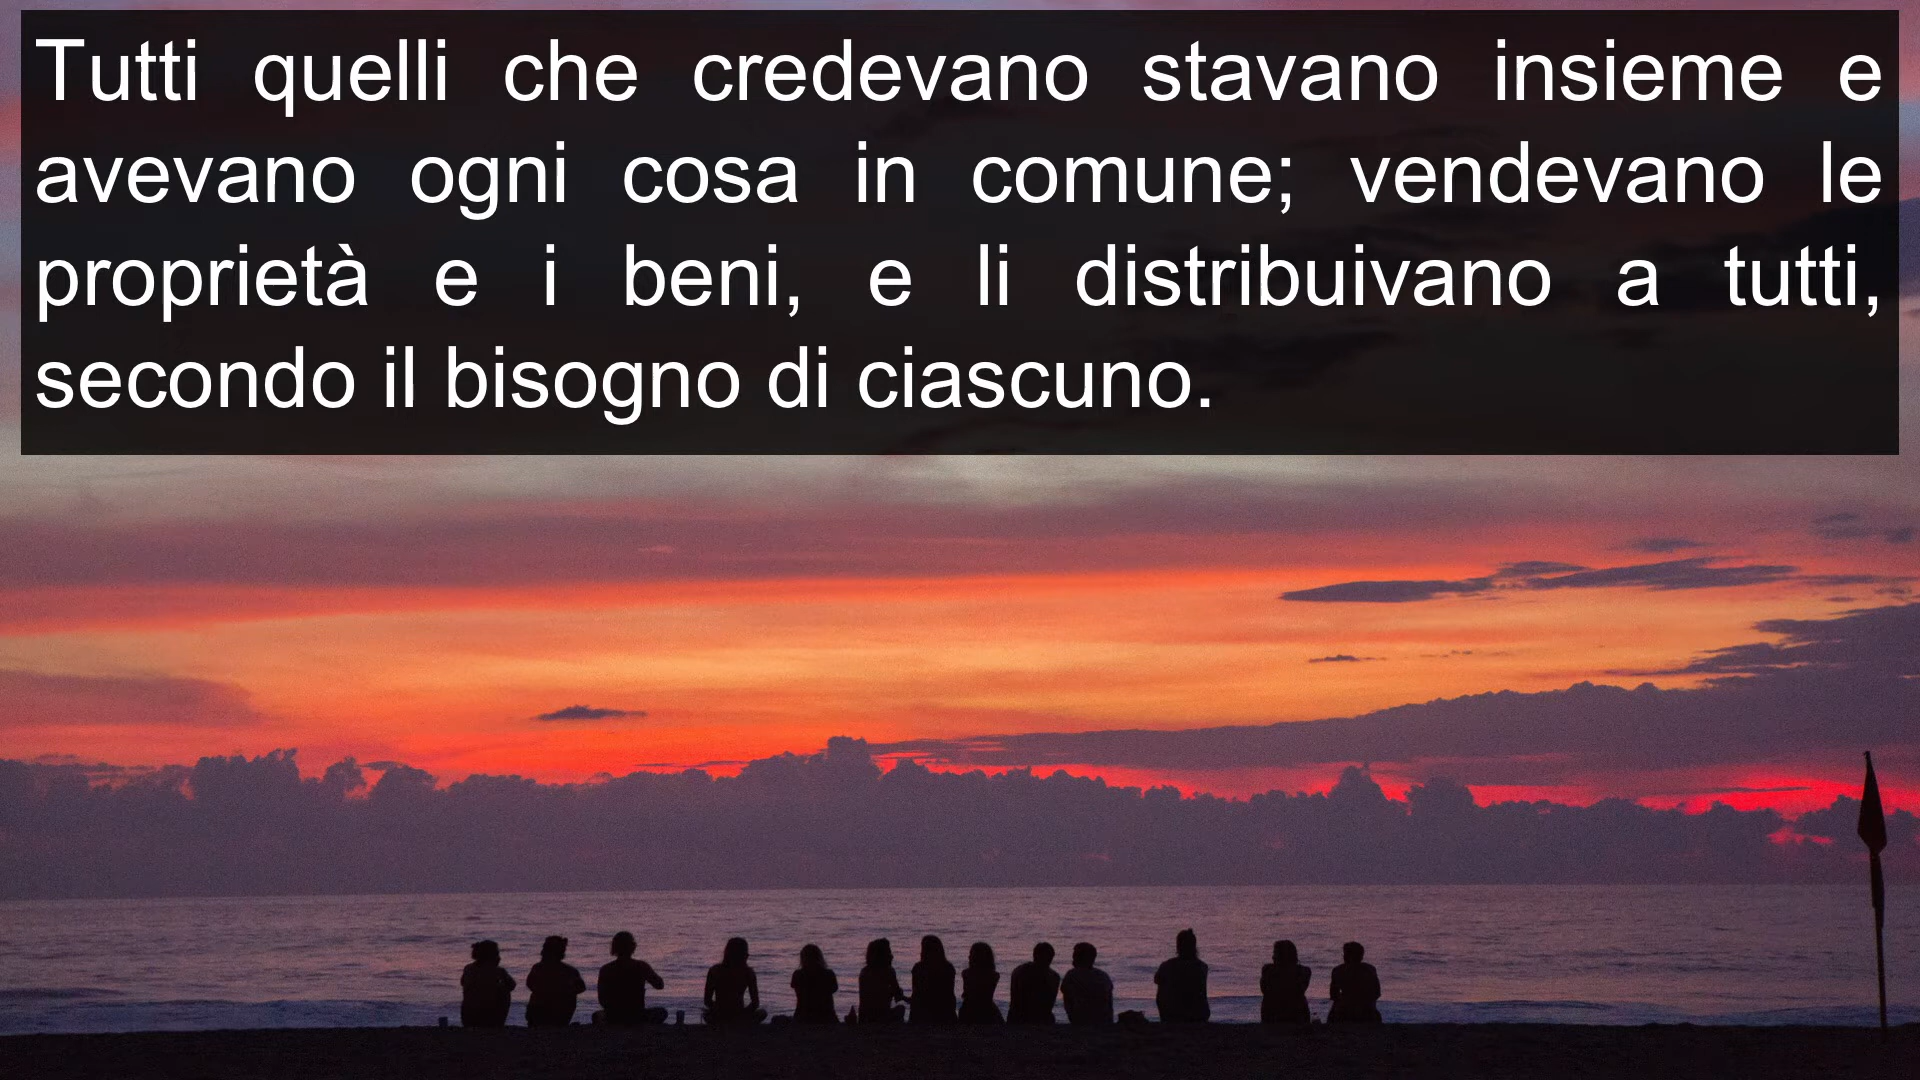 Tutti quelli che credevano stavano insieme e
avevano ogni cosa in comune; vendevano le
proprietà e i beni, e li distribuivano a tutti,
secondo il bisogno di ciascuno.